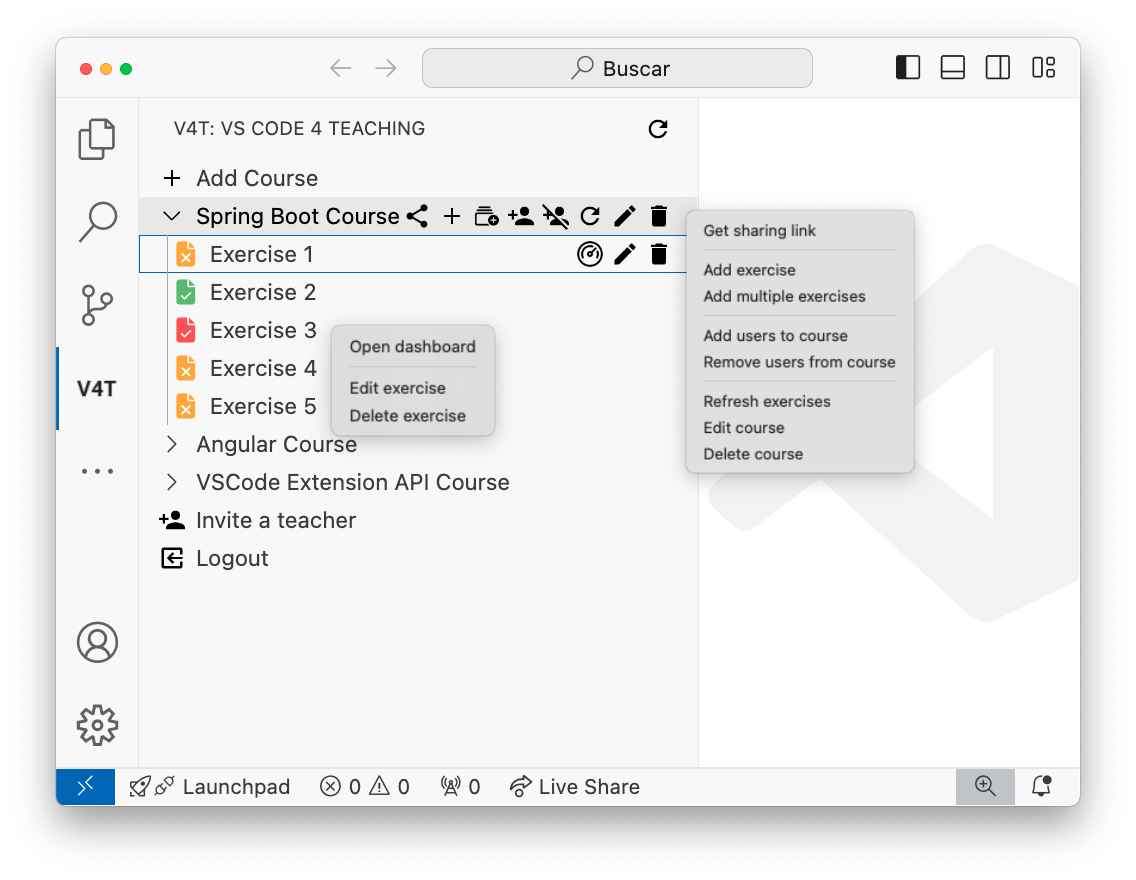 Buscar
V4T: VS CODE 4 TEACHING
Add Course
Spring Boot Course
Exercise 1
Exercise 2
Exercise 3
Exercise 4
Exercise 5
Angular Course
VSCode Extension API Course
Invite a teacher
Logout
Open dashboard
Edit exercise
Delete exercise
Get sharing link
Add exercise
Add multiple exercises
Add users to course
Remove users from course
Refresh exercises
Edit course
Delete course
V4T
Launchpad 0 0 0 Live Share